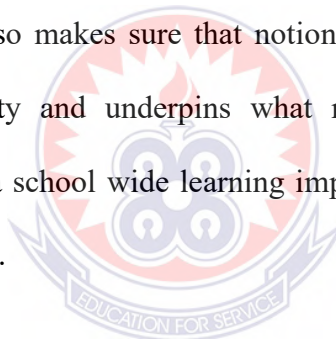 so makes sure that notion
ty and underpins what
school wide learning imp
EDUCATION FOR SERVICE